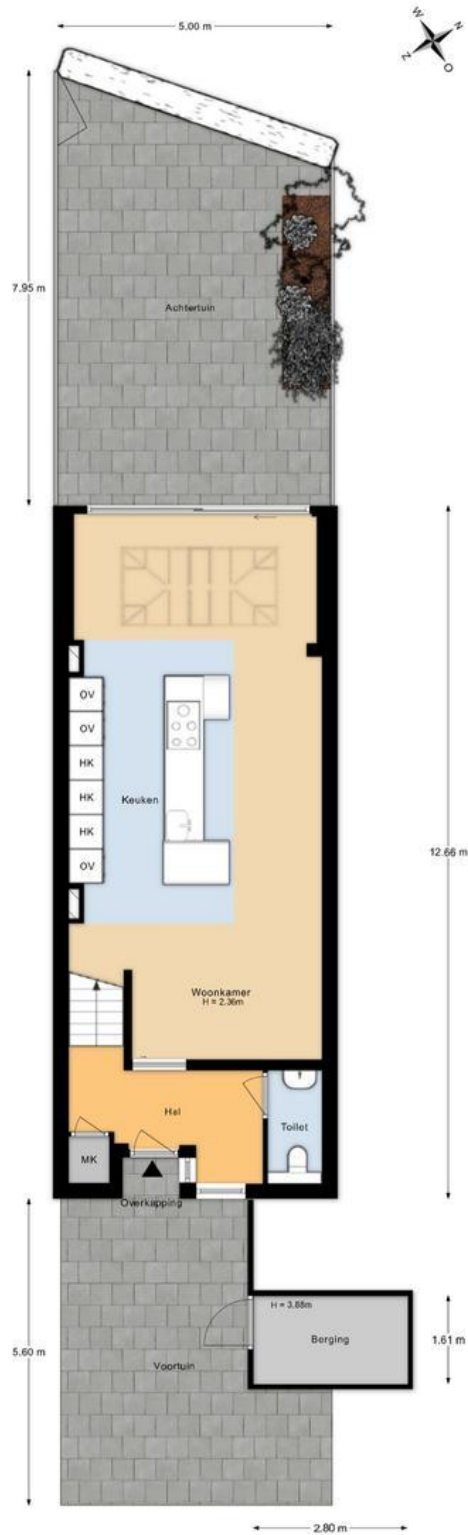 5.00 m
W
N
Z
O
7.95 m
Achtertuin
OV
OV
HK
Keuken
HK
HK
OV
12.66 m
Woonkamer
H = 2.36m
Hal
Toilet
MK
Overkapping
H = 3.88m
Berging
1.61 m
5.60 m
Voortuin
2.80 m